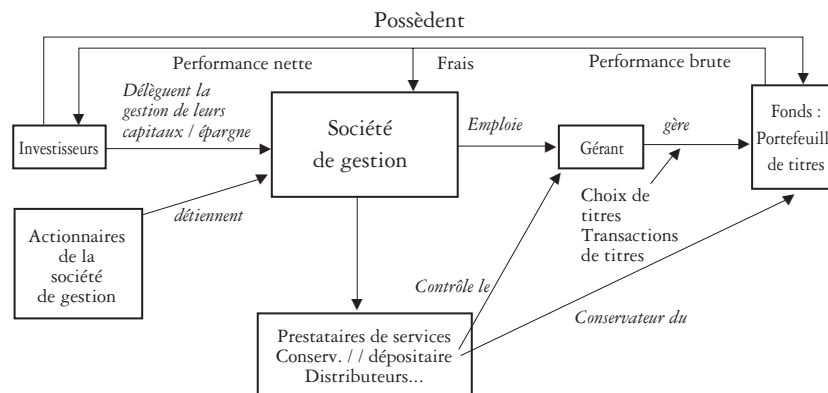 Possèdent
Performance nette
Frais
Performance brute
Délèguent la
gestion de leurs
capitaux / épargne
Investisseurs
Société
de gestion
Emploie
Gérant
gère
Fonds :
Portefeuill
de titres
Choix de
titres
Transactions
de titres
détiennent
Actionnaires
de la
société
de gestion
Contrôle le
Conservateur du
Prestataires de services
Conserv. / / dépositaire
Distributeurs...